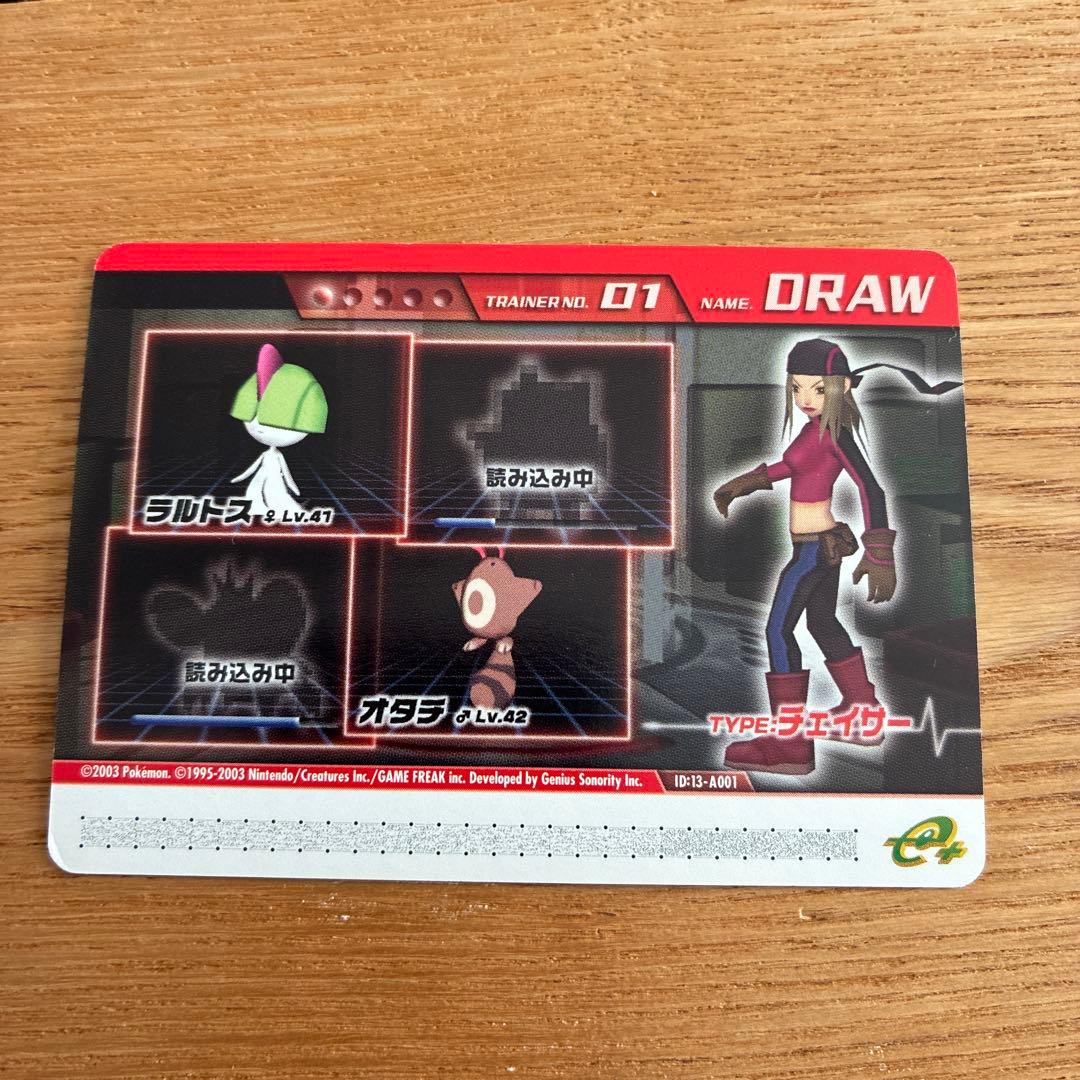 TRAINER NO. 01 NAME. DRAW
ラルトス ♀ Lv.41
読み込み中
読み込み中
オタチ ♂ Lv.42
TYPE:チェイサー
©2003 Pokémon. ©1995-2003 Nintendo/Creatures Inc./GAME FREAK inc. Developed by Genius Sonority Inc. ID:13-A001
e+